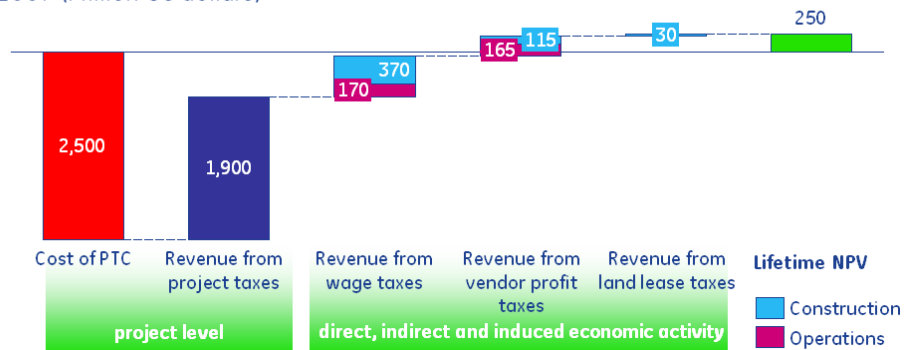 250
115
165
30
370
170
2,500
1,900
Cost of PTC
Revenue from
project taxes
Revenue from
wage taxes
Revenue from
vendor profit
taxes
Revenue from
land lease taxes
project level
direct, indirect and induced economic activity
Lifetime NPV
Construction
Operations